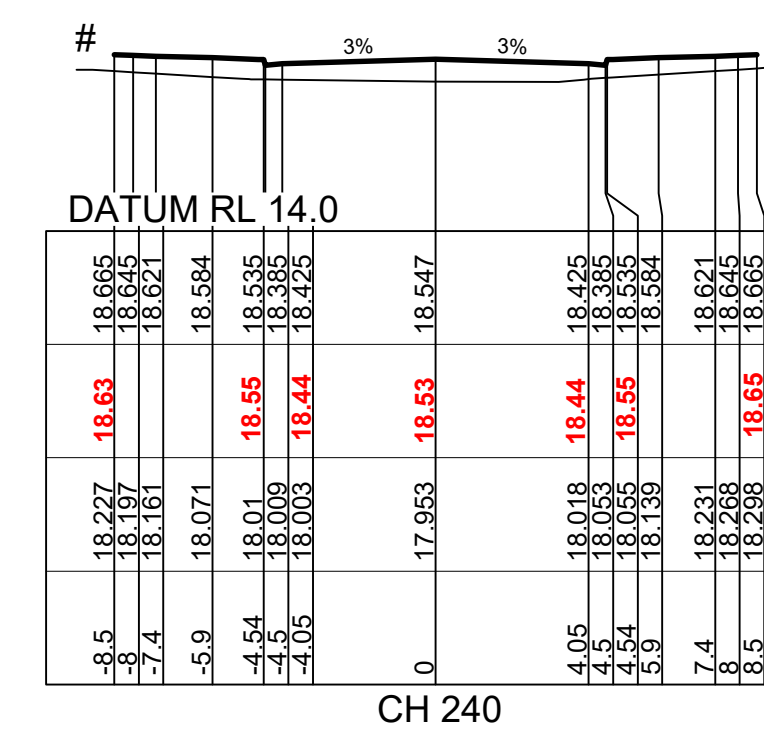 #
3% 3%
DATUM RL 14.0
18.665 18.645 18.621 18.584 18.535 18.385 18.425 18.547 18.425 18.385 18.535 18.584 18.621 18.645 18.665
18.63 18.55 18.44 18.53 18.44 18.55 18.65
18.227 18.197 18.161 18.071 18.01 18.009 18.003 17.953 18.018 18.053 18.055 18.139 18.231 18.268 18.298
-8.5 -8 -7.4 -5.9 -4.54 -4.5 -4.05 0 4.05 4.5 4.54 5.9 7.4 8 8.5
CH 240